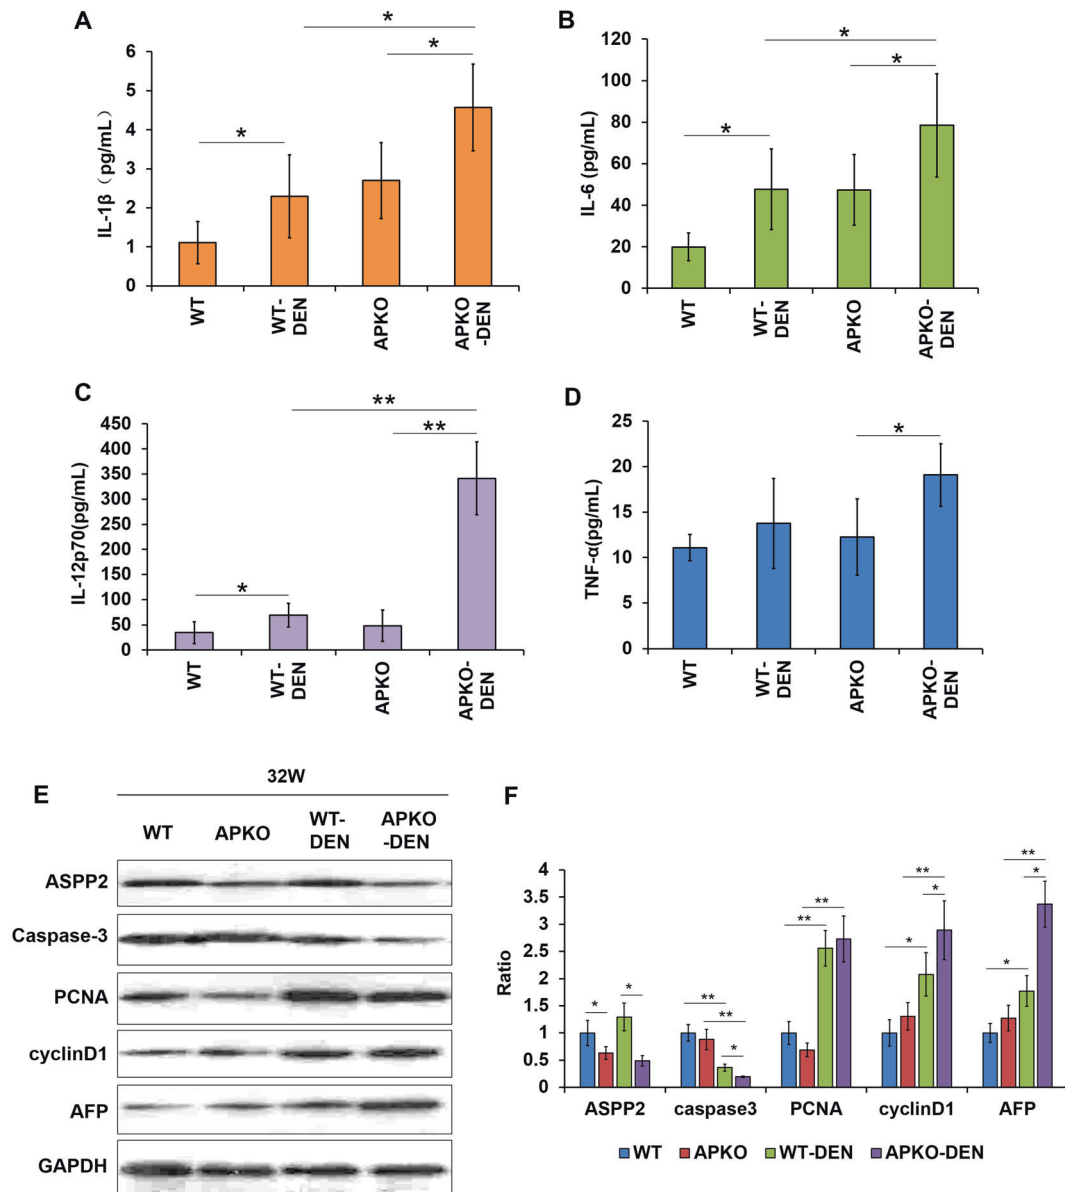 A
IL-1β（pg/mL）
6
5
4
3
2
1
0
*
*
*
WT
WT-
DEN
APKO
APKO
-DEN
B
IL-6 (pg/mL)
120
100
80
60
40
20
0
*
*
*
WT
WT-
DEN
APKO
APKO-
DEN
C
IL-12p70(pg/mL)
450
400
350
300
250
200
150
100
50
0
*
**
**
WT
WT-
DEN
APKO
APKO-
DEN
D
TNF-α(pg/mL)
25
20
15
10
5
0
*
WT
WT-
DEN
APKO
APKO-
DEN
E
32W
WT APKO WT-DEN APKO-DEN
ASPP2
Caspase-3
PCNA
cyclinD1
AFP
GAPDH
F
Ratio
4
3.5
3
2.5
2
1.5
1
0.5
0
* *
** ** *
** **
* ** *
* ** *
ASPP2 caspase3 PCNA cyclinD1 AFP
WT APKO WT-DEN APKO-DEN